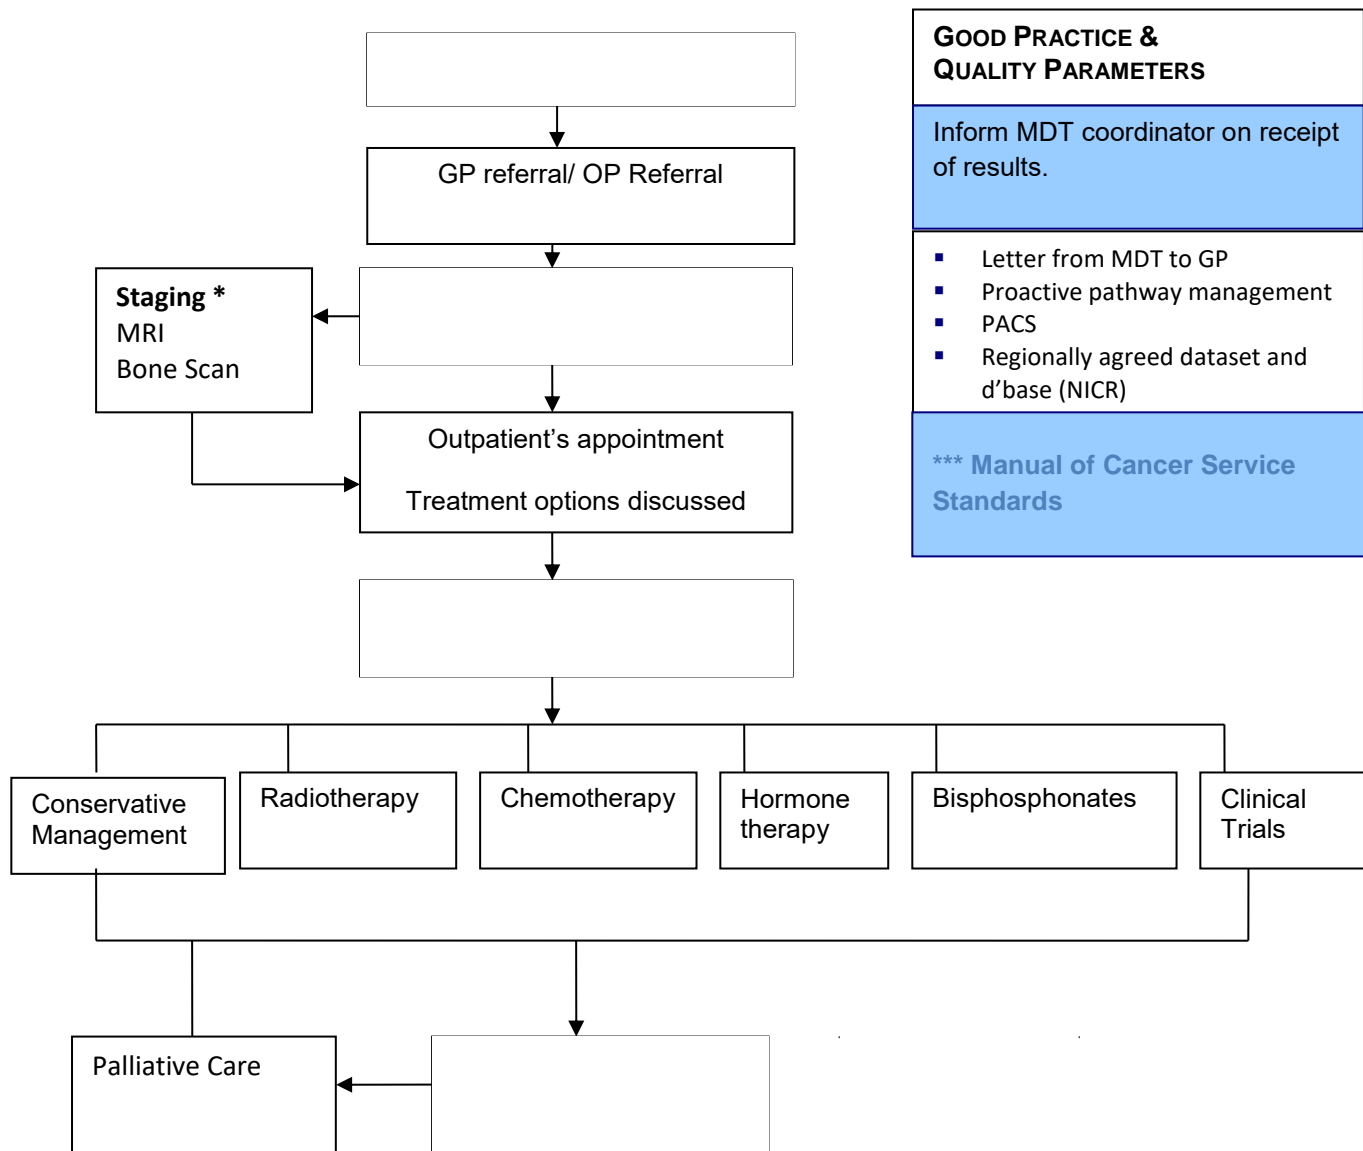 GOOD PRACTICE &
QUALITY PARAMETERS
Inform MDT coordinator on receipt
of results.
▪ Letter from MDT to GP
▪ Proactive pathway management
▪ PACS
▪ Regionally agreed dataset and
d’base (NICR)
*** Manual of Cancer Service
Standards
GP referral/ OP Referral
Staging *
MRI
Bone Scan
Outpatient’s appointment
Treatment options discussed
Conservative
Management
Radiotherapy
Chemotherapy
Hormone
therapy
Bisphosphonates
Clinical
Trials
Palliative Care